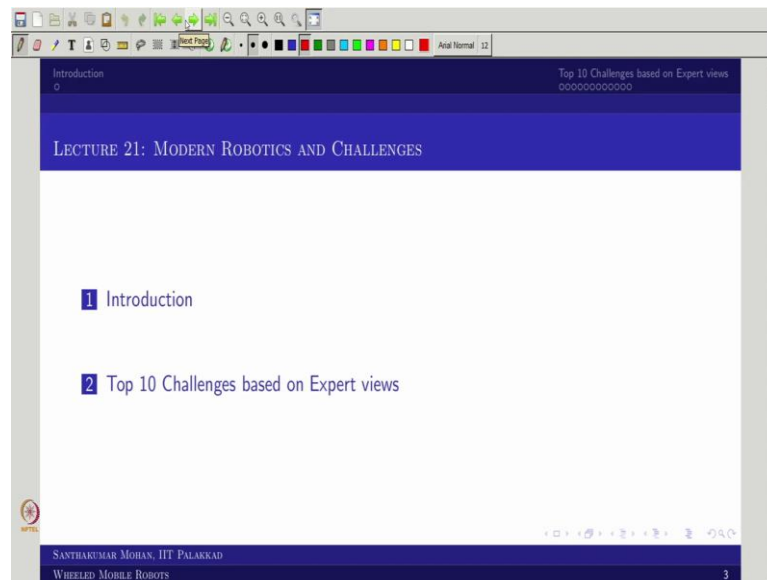 T
Next Page
Arial Normal 12
Introduction
Top 10 Challenges based on Expert views
LECTURE 21: MODERN ROBOTICS AND CHALLENGES
1 Introduction
2 Top 10 Challenges based on Expert views
NPTEL
SANTHAKUMAR MOHAN, IIT PALAKKAD
WHEELED MOBILE ROBOTS 3